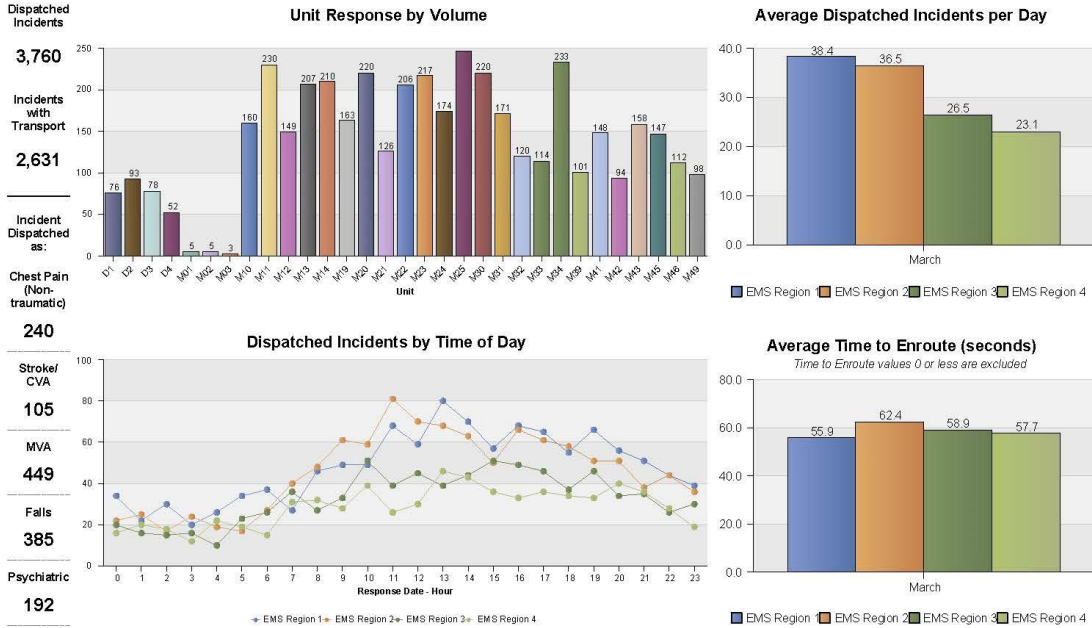 Dispatched
Incidents
3,760
Incidents
with
Transport
2,631
Incident
Dispatched
as:
Chest Pain
(Non-
traumatic)
240
Stroke/
CVA
105
MVA
449
Falls
385
Psychiatric
192
Unit Response by Volume
250
200
150
100
50
0
76
93
78
52
5
5
3
160
230
149
207
210
163
220
126
206
217
174
220
171
120
114
233
101
148
94
158
147
112
98
D1
D2
D3
D4
M01
M02
M03
M10
M11
M12
M13
M14
M19
M20
M21
M22
M23
M24
M25
M30
M31
M32
M33
M34
M39
M41
M42
M43
M45
M46
M49
Unit
Average Dispatched Incidents per Day
40.0
30.0
20.0
10.0
0.0
38.4
36.5
26.5
23.1
March
EMS Region 1 EMS Region 2 EMS Region 3 EMS Region 4
Dispatched Incidents by Time of Day
100
80
60
40
20
0
0 1 2 3 4 5 6 7 8 9 10 11 12 13 14 15 16 17 18 19 20 21 22 23
Response Date - Hour
EMS Region 1 EMS Region 2 EMS Region 3 EMS Region 4
Average Time to Enroute (seconds)
Time to Enroute values 0 or less are excluded
80.0
60.0
40.0
20.0
0.0
55.9
62.4
58.9
57.7
March
EMS Region 1 EMS Region 2 EMS Region 3 EMS Region 4